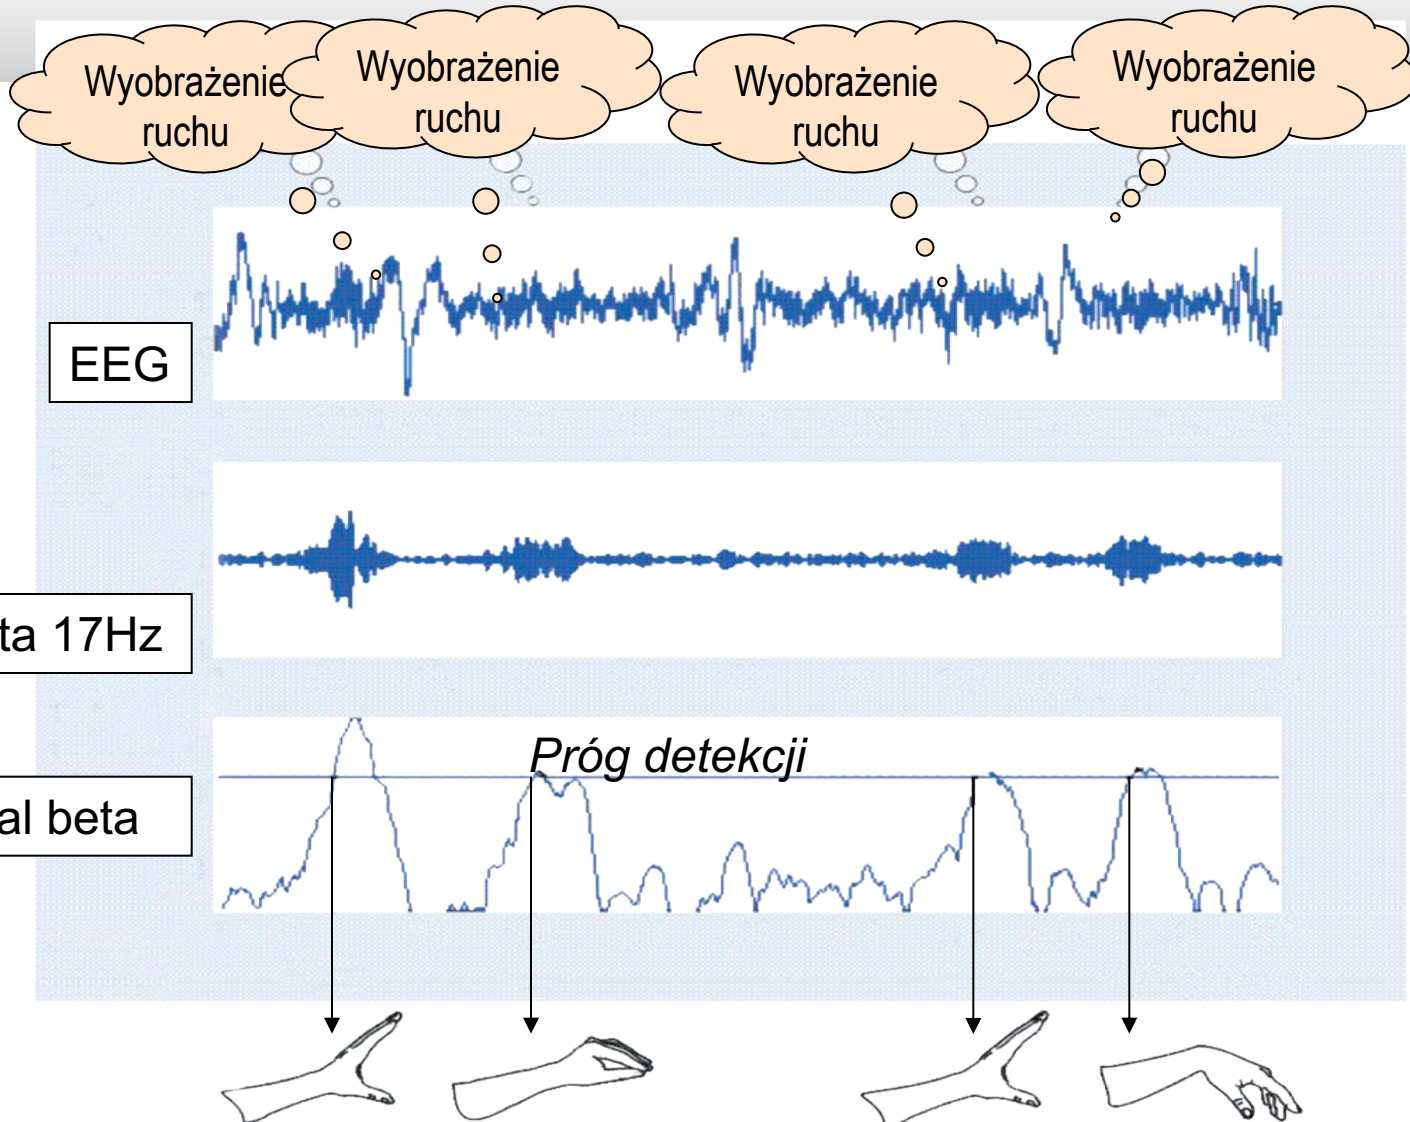 Wyobrażenie
ruchu
Wyobrażenie
ruchu
Wyobrażenie
ruchu
Wyobrażenie
ruchu
EEG
ta 17Hz
Próg detekcji
al beta